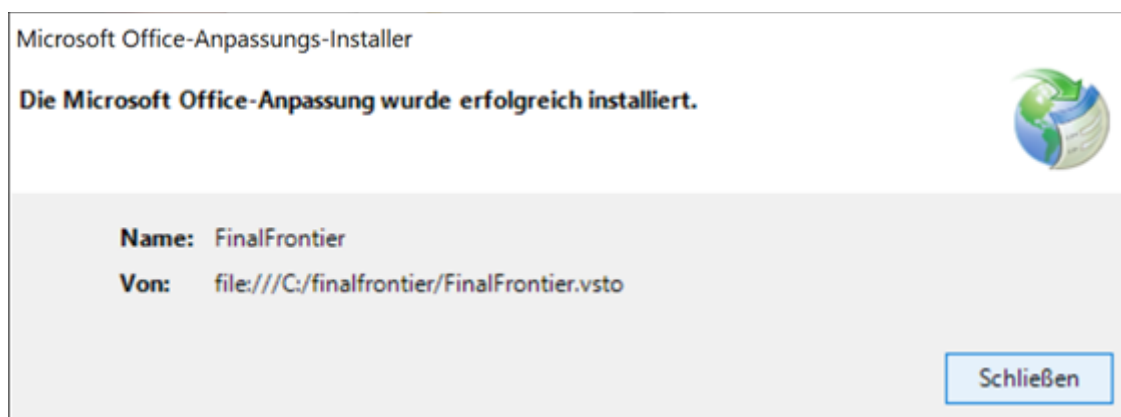 Microsoft Office-Anpassungs-Installer
Die Microsoft Office-Anpassung wurde erfolgreich installiert.
Name: FinalFrontier
Von: file:///C:/finalfrontier/FinalFrontier.vsto
Schließen